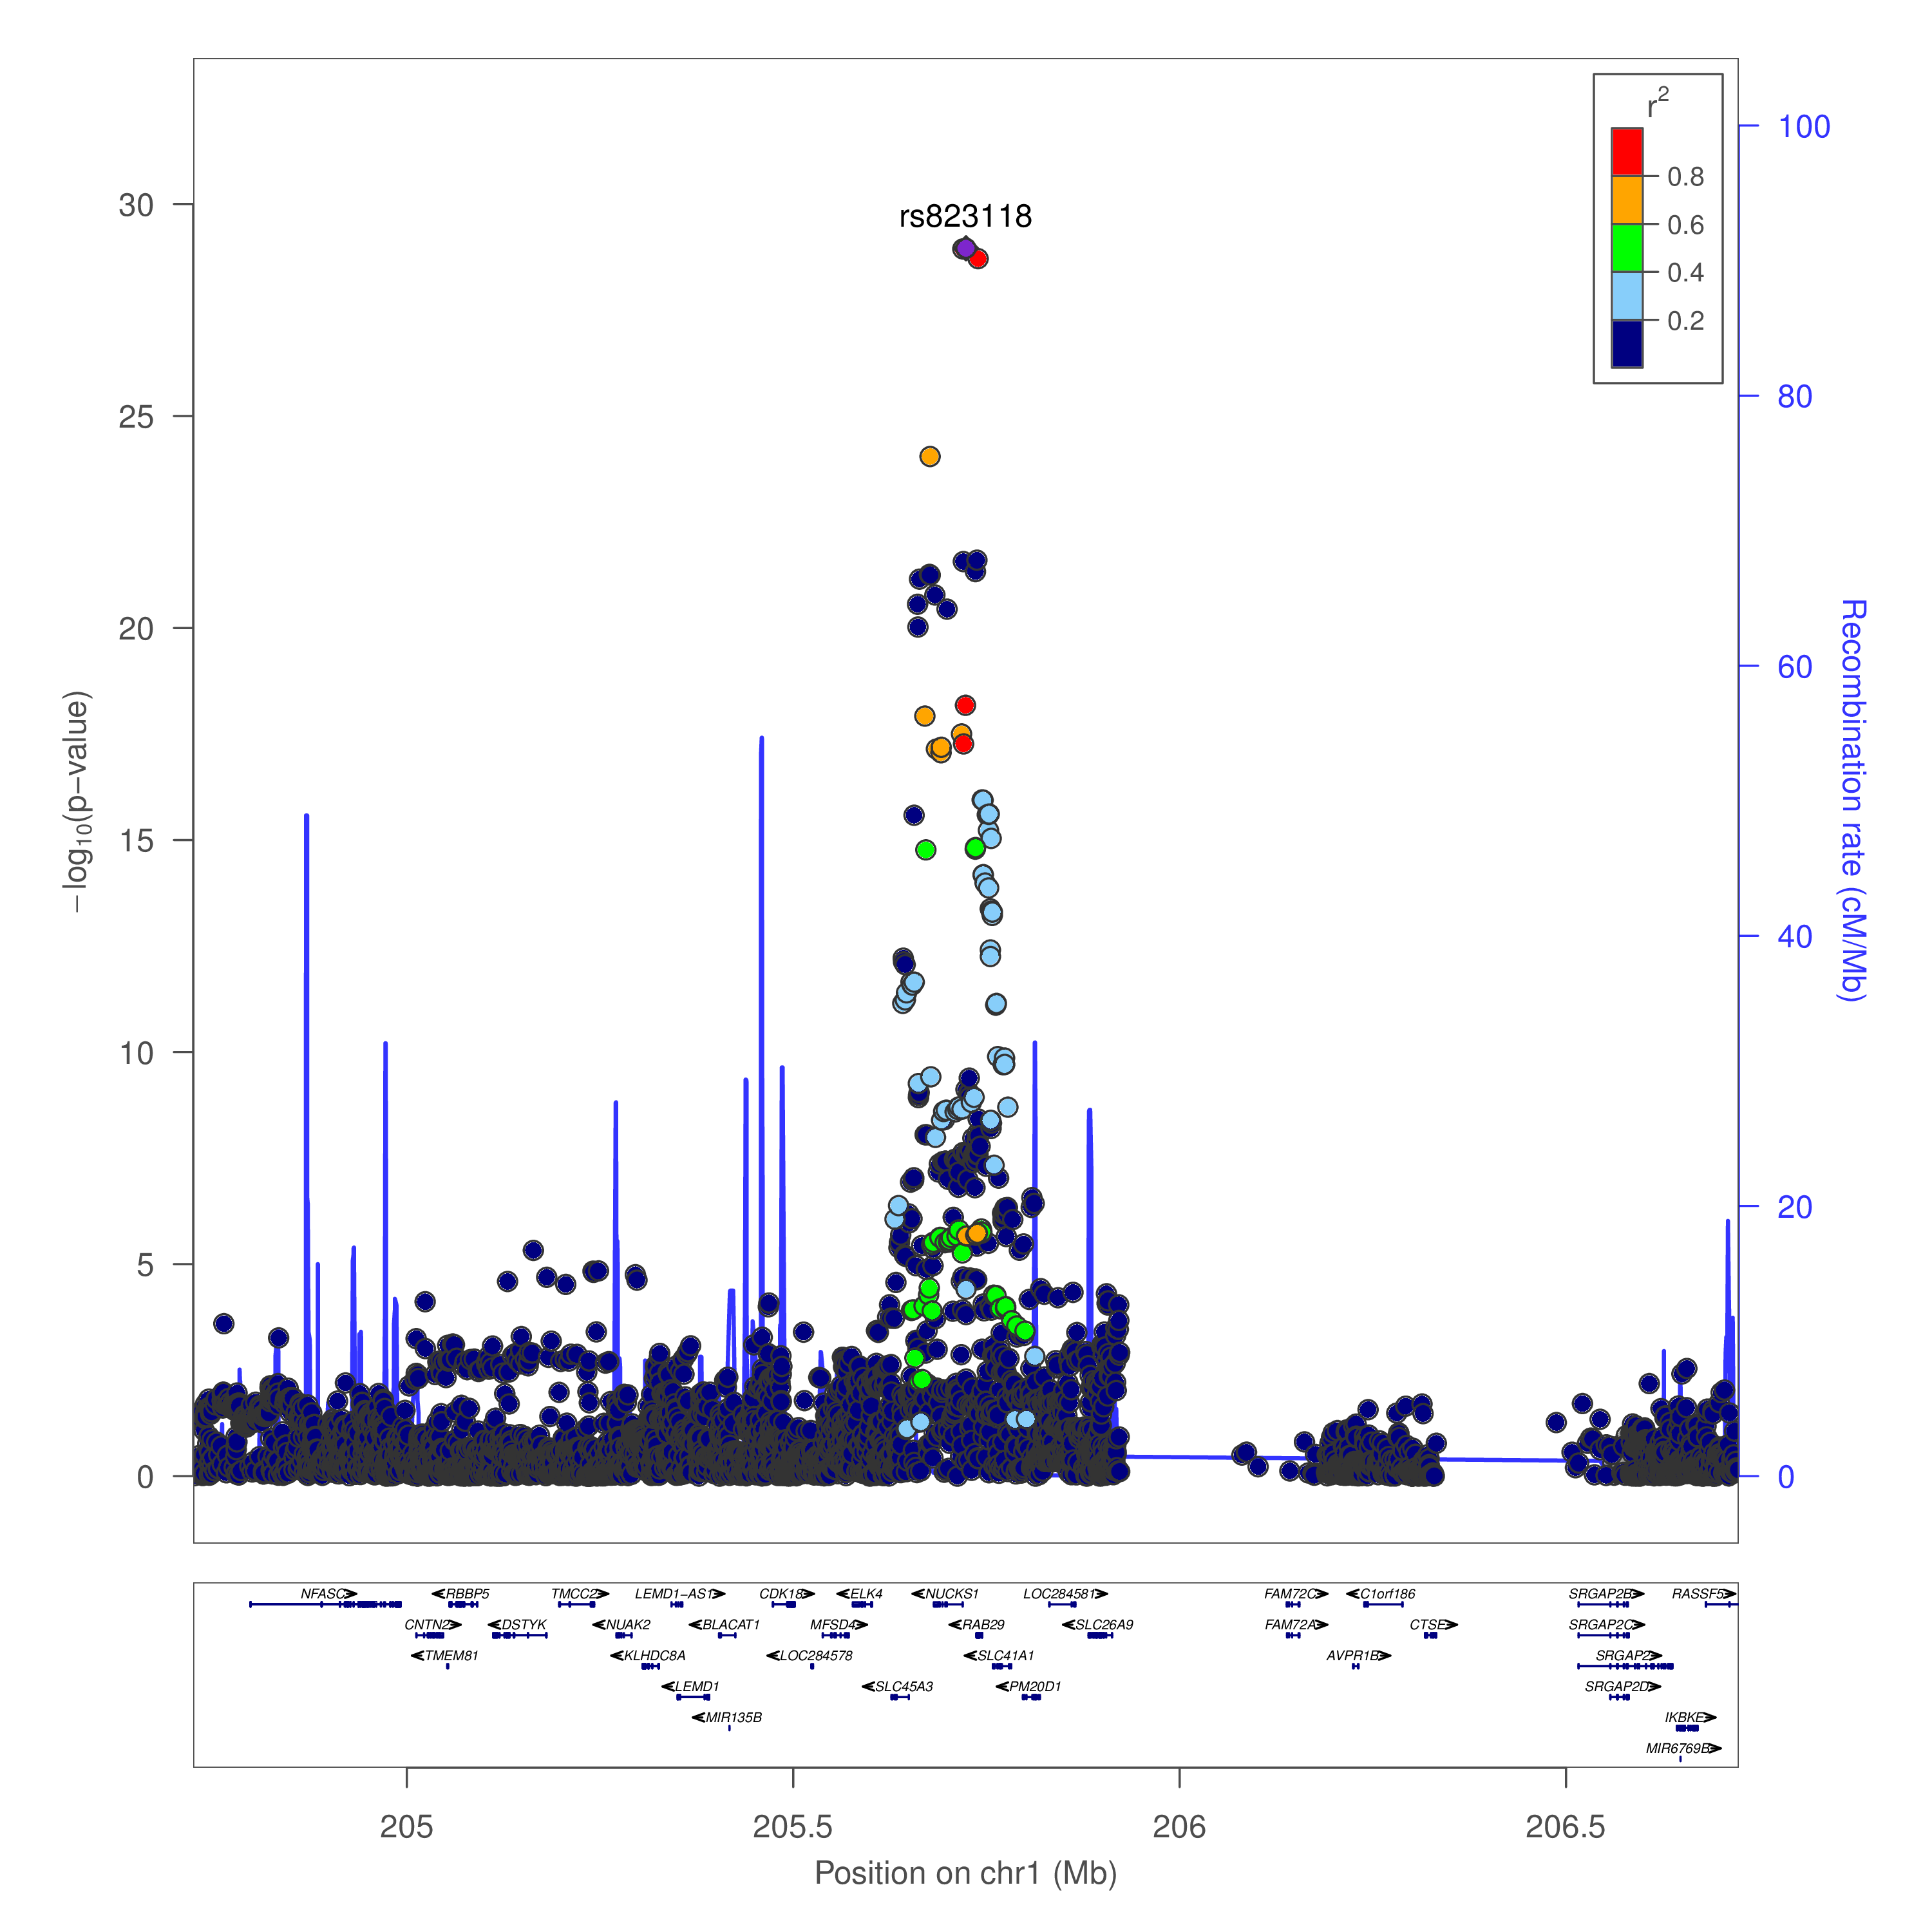 rs823118
r2
0.8
0.6
0.4
0.2
30
25
20
15
10
5
0
−log10(p−value)
100
80
60
40
20
0
Recombination rate (cM/Mb)
NFASC RBBP5 TMCC2 LEMD1−AS1 CDK18 ELK4 NUCKS1 LOC284581 FAM72C C1orf186 SRGAP2B RASSF5
CNTN2 DSTYK NUAK2 BLACAT1 MFSD4 RAB29 SLC26A9 FAM72A CTSE SRGAP2C
TMEM81 KLHDC8A LOC284578 SLC41A1 AVPR1B SRGAP2
LEMD1 SLC45A3 PM20D1 SRGAP2D
MIR135B IKBKE
MIR6769B
205 205.5 206 206.5
Position on chr1 (Mb)